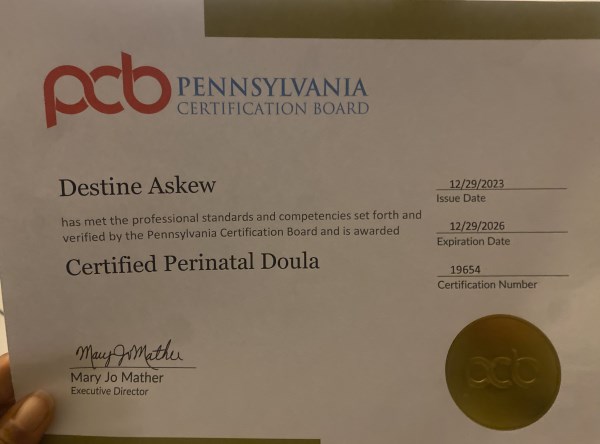 pcb PENNSYLVANIA
CERTIFICATION BOARD
Destine Askew
has met the professional standards and competencies set forth and
verified by the Pennsylvania Certification Board and is awarded
Certified Perinatal Doula
12/29/2023
Issue Date
12/29/2026
Expiration Date
19654
Certification Number
Mary Jo Mather
Mary Jo Mather
Executive Director
pcb